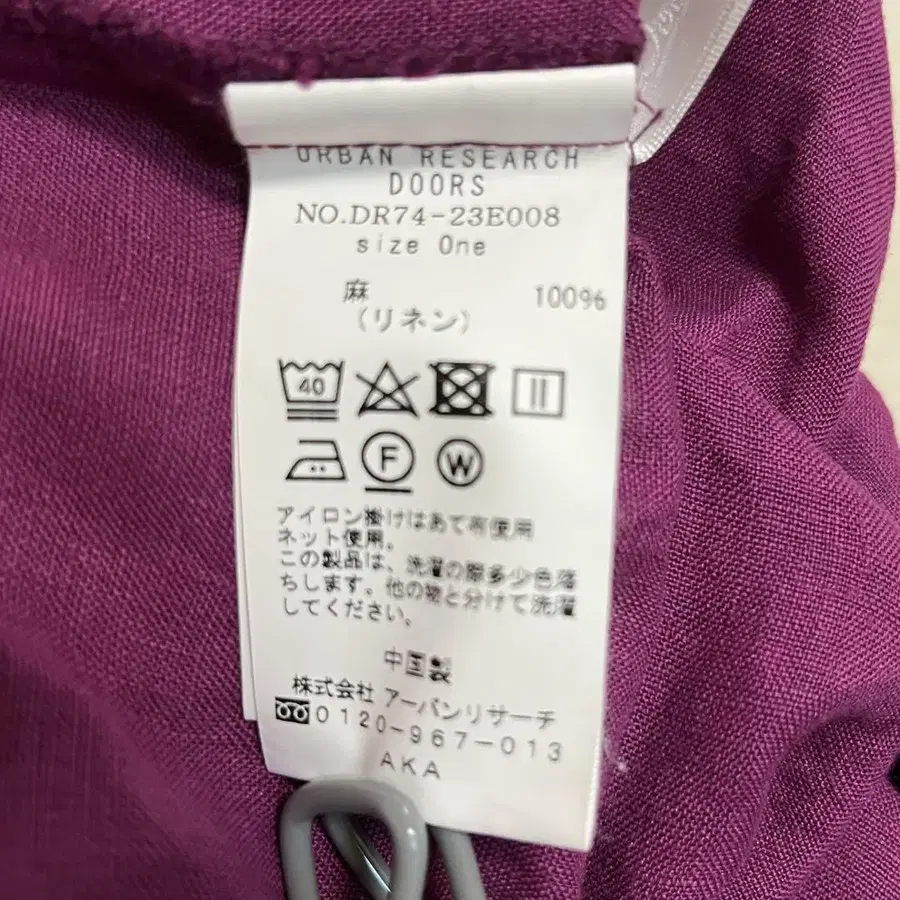 URBAN RESEARCH
DOORS
NO.DR74-23E008
size One
麻 100%
(リネン)
40
F W
アイロン掛けはあて布使用
ネット使用。
この製品は、洗濯の際多少色落
ちします。他の物と分けて洗濯
してください。
中国製
株式会社 アーバンリサーチ
0120-967-013
AKA